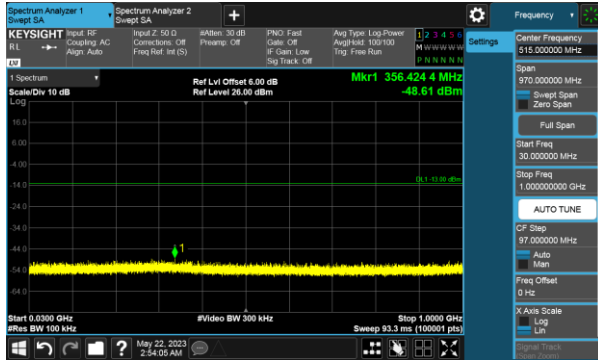 Spectrum Analyzer 1
Swept SA
Spectrum Analyzer 2
Swept SA
Frequency
KEYSIGHT
RL
LW
Input: RF
Coupling: AC
Align: Auto
Input Z: 50 Ω
Corrections: Off
Freq Ref: Int (S)
#Atten: 30 dB
Preamp: Off
PNO: Fast
Gate: Off
IF Gain: Low
Sig Track: Off
Avg Type: Log-Power
Avg|Hold: 100/100
Trig: Free Run
1 2 3 4 5 6
M W W W W W
P N N N N N
Settings
1 Spectrum
Scale/Div 10 dB
Log
Ref Lvl Offset 6.00 dB
Ref Level 26.00 dBm
Mkr1 356.424 4 MHz
-48.61 dBm
16.0
6.00
-4.00
-14.0
-24.0
-34.0
-44.0
-54.0
-64.0
DL1 -13.00 dBm
1
Start 0.0300 GHz
#Res BW 100 kHz
#Video BW 300 kHz
Stop 1.0000 GHz
Sweep 93.3 ms (100001 pts)
Center Frequency
515.000000 MHz
Span
970.000000 MHz
Swept Span
Zero Span
Full Span
Start Freq
30.000000 MHz
Stop Freq
1.000000000 GHz
AUTO TUNE
CF Step
97.000000 MHz
Auto
Man
Freq Offset
0 Hz
X Axis Scale
Log
Lin
Signal Track
(Span Zoom)
May 22, 2023
2:54:05 AM